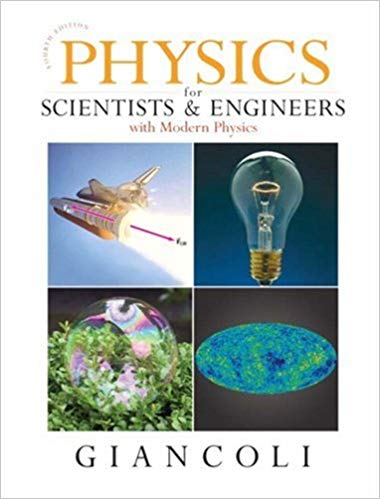 FOURTH EDITION
PHYSICS
for
SCIENTISTS & ENGINEERS
with Modern Physics
GIANCOLI